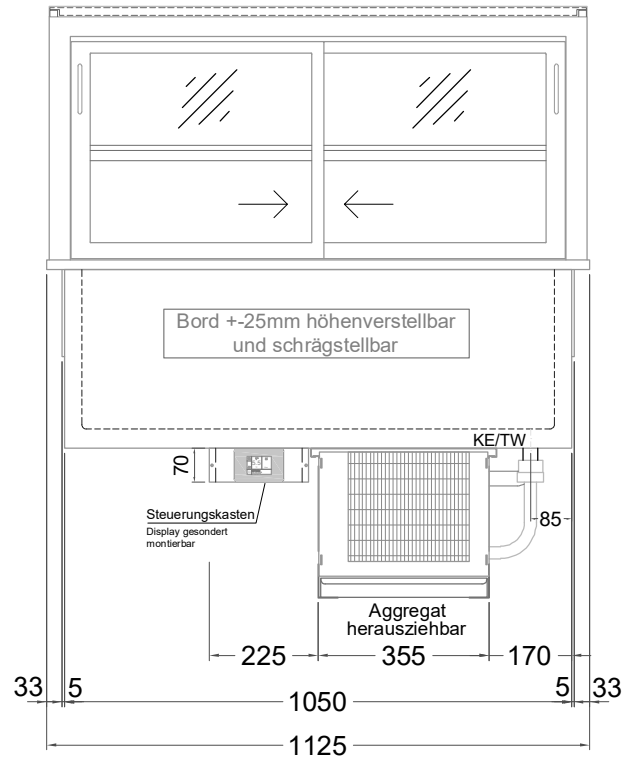 Bord +-25mm höhenverstellbar
und schrägstellbar
KE/TW
70
Steuerungskasten
Display gesondert
montierbar
85
Aggregat
herausziehbar
225
355
170
33
5
1050
5
33
1125